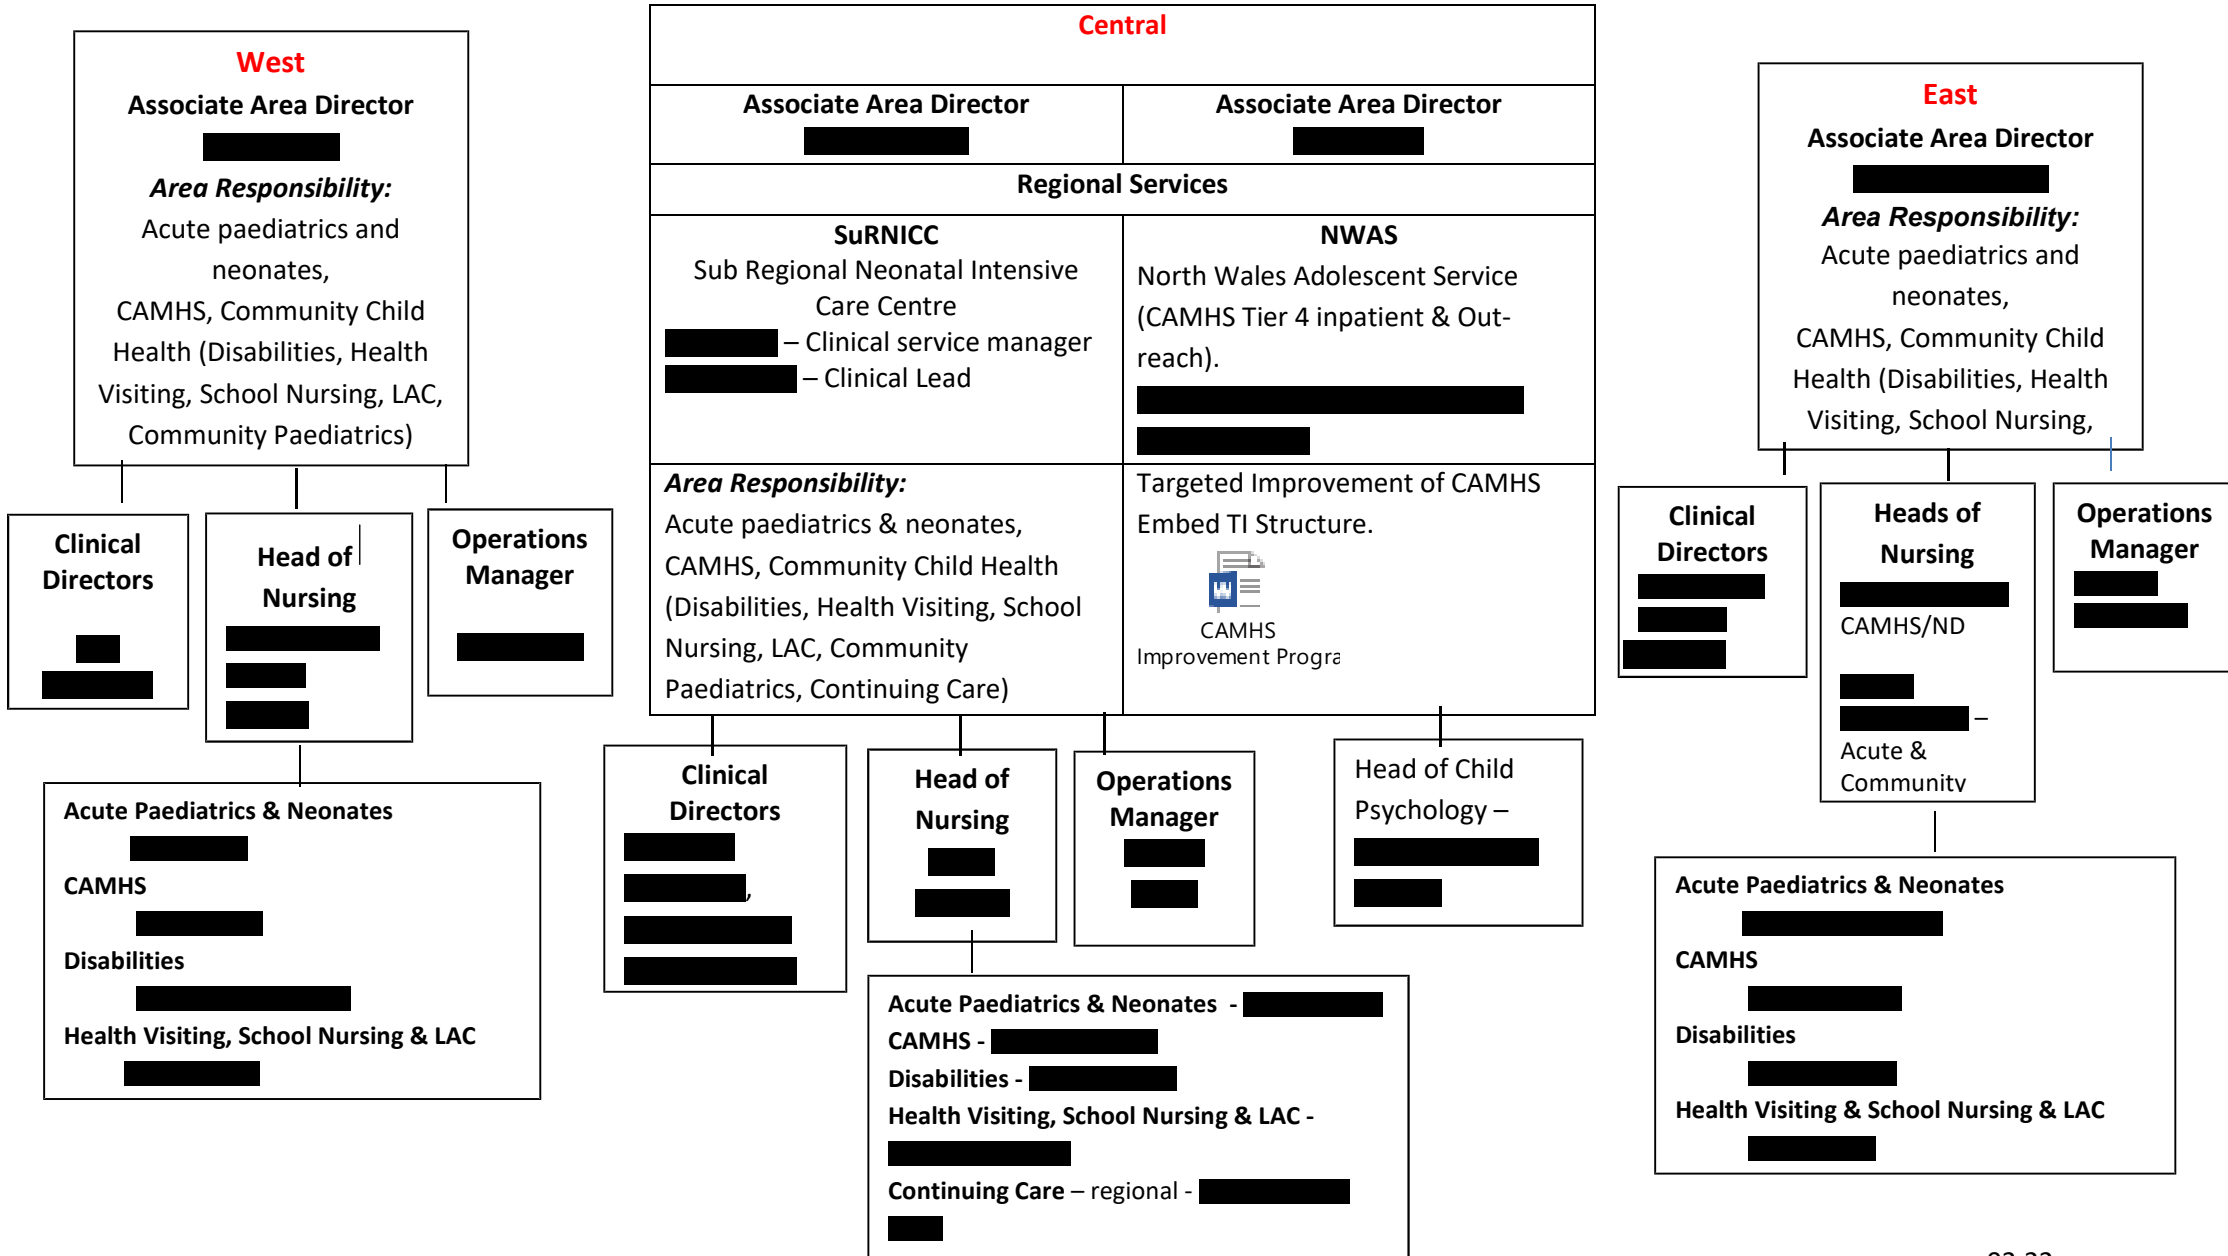 West
Associate Area Director
Area Responsibility:
Acute paediatrics and
neonates,
CAMHS, Community Child
Health (Disabilities, Health
Visiting, School Nursing, LAC,
Community Paediatrics)
Clinical
Directors
Head of
Nursing
Operations
Manager
Acute Paediatrics & Neonates
CAMHS
Disabilities
Health Visiting, School Nursing & LAC
Central
Associate Area Director
Associate Area Director
Regional Services
SuRNICC
Sub Regional Neonatal Intensive
Care Centre
– Clinical service manager
– Clinical Lead
NWAS
North Wales Adolescent Service
(CAMHS Tier 4 inpatient & Out-
reach).
Area Responsibility:
Acute paediatrics & neonates,
CAMHS, Community Child Health
(Disabilities, Health Visiting, School
Nursing, LAC, Community
Paediatrics, Continuing Care)
Targeted Improvement of CAMHS
Embed TI Structure.
W
CAMHS
Improvement Progra
Clinical
Directors
,
Head of
Nursing
Operations
Manager
Head of Child
Psychology –
Acute Paediatrics & Neonates -
CAMHS -
Disabilities -
Health Visiting, School Nursing & LAC -
Continuing Care – regional -
East
Associate Area Director
Area Responsibility:
Acute paediatrics and
neonates,
CAMHS, Community Child
Health (Disabilities, Health
Visiting, School Nursing,
Clinical
Directors
Heads of
Nursing
CAMHS/ND
–
Acute &
Community
Operations
Manager
Acute Paediatrics & Neonates
CAMHS
Disabilities
Health Visiting & School Nursing & LAC